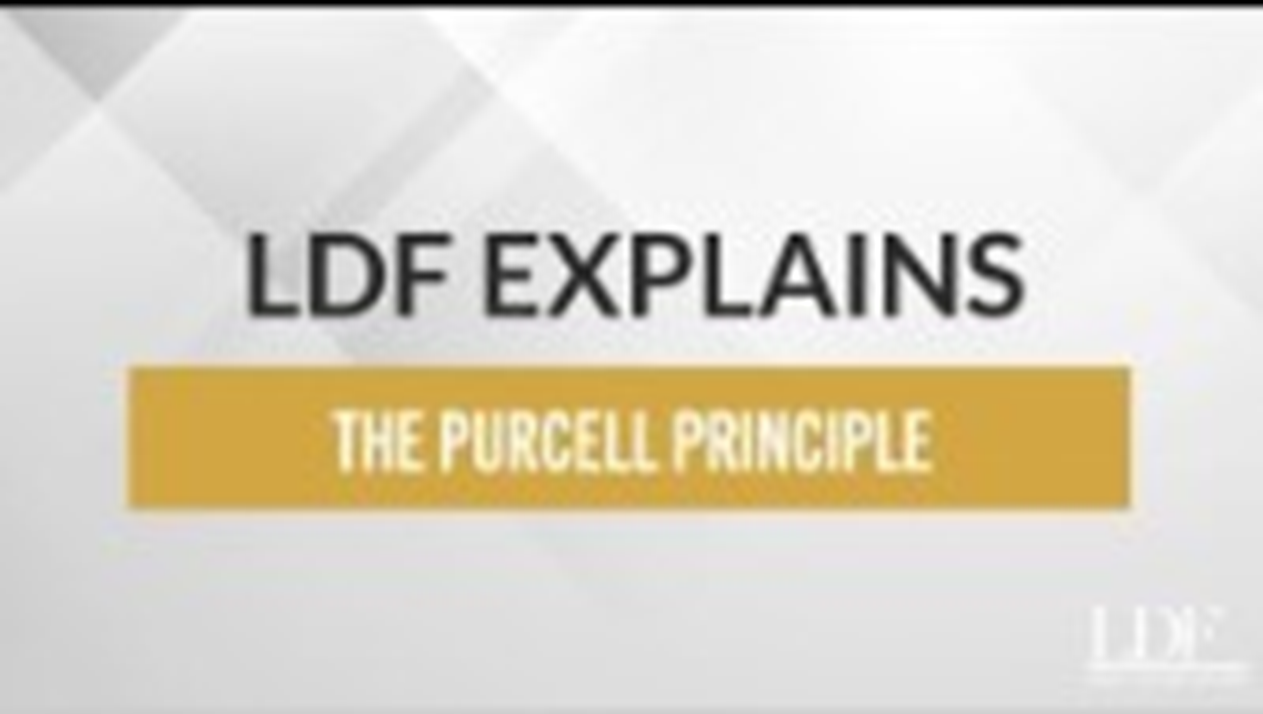 LDF EXPLAINS
THE PURCELL PRINCIPLE
LDF